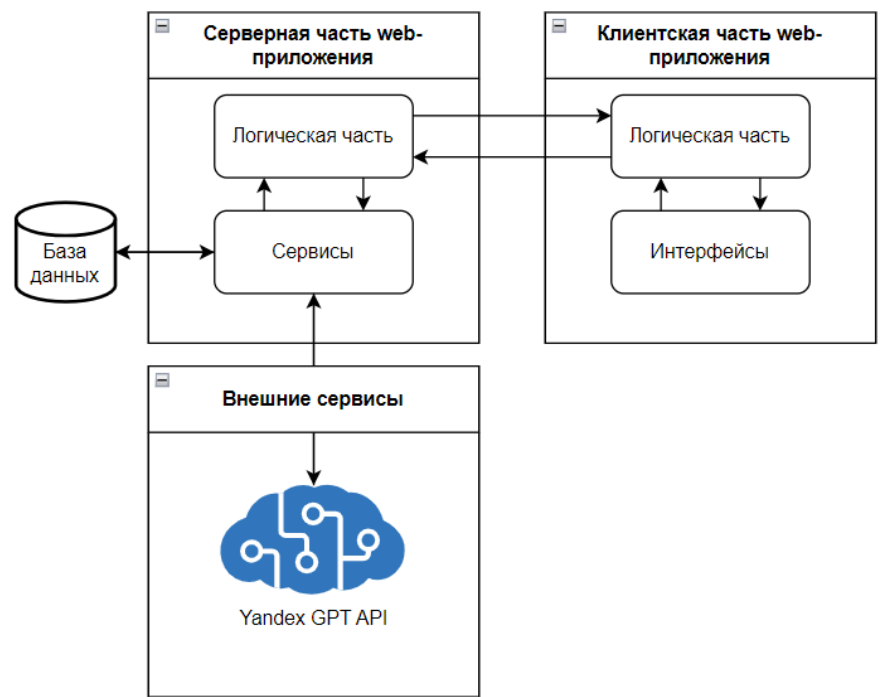 Серверная часть web-
приложения
Клиентская часть web-
приложения
Логическая часть
Логическая часть
База
данных
Сервисы
Интерфейсы
Внешние сервисы
Yandex GPT API